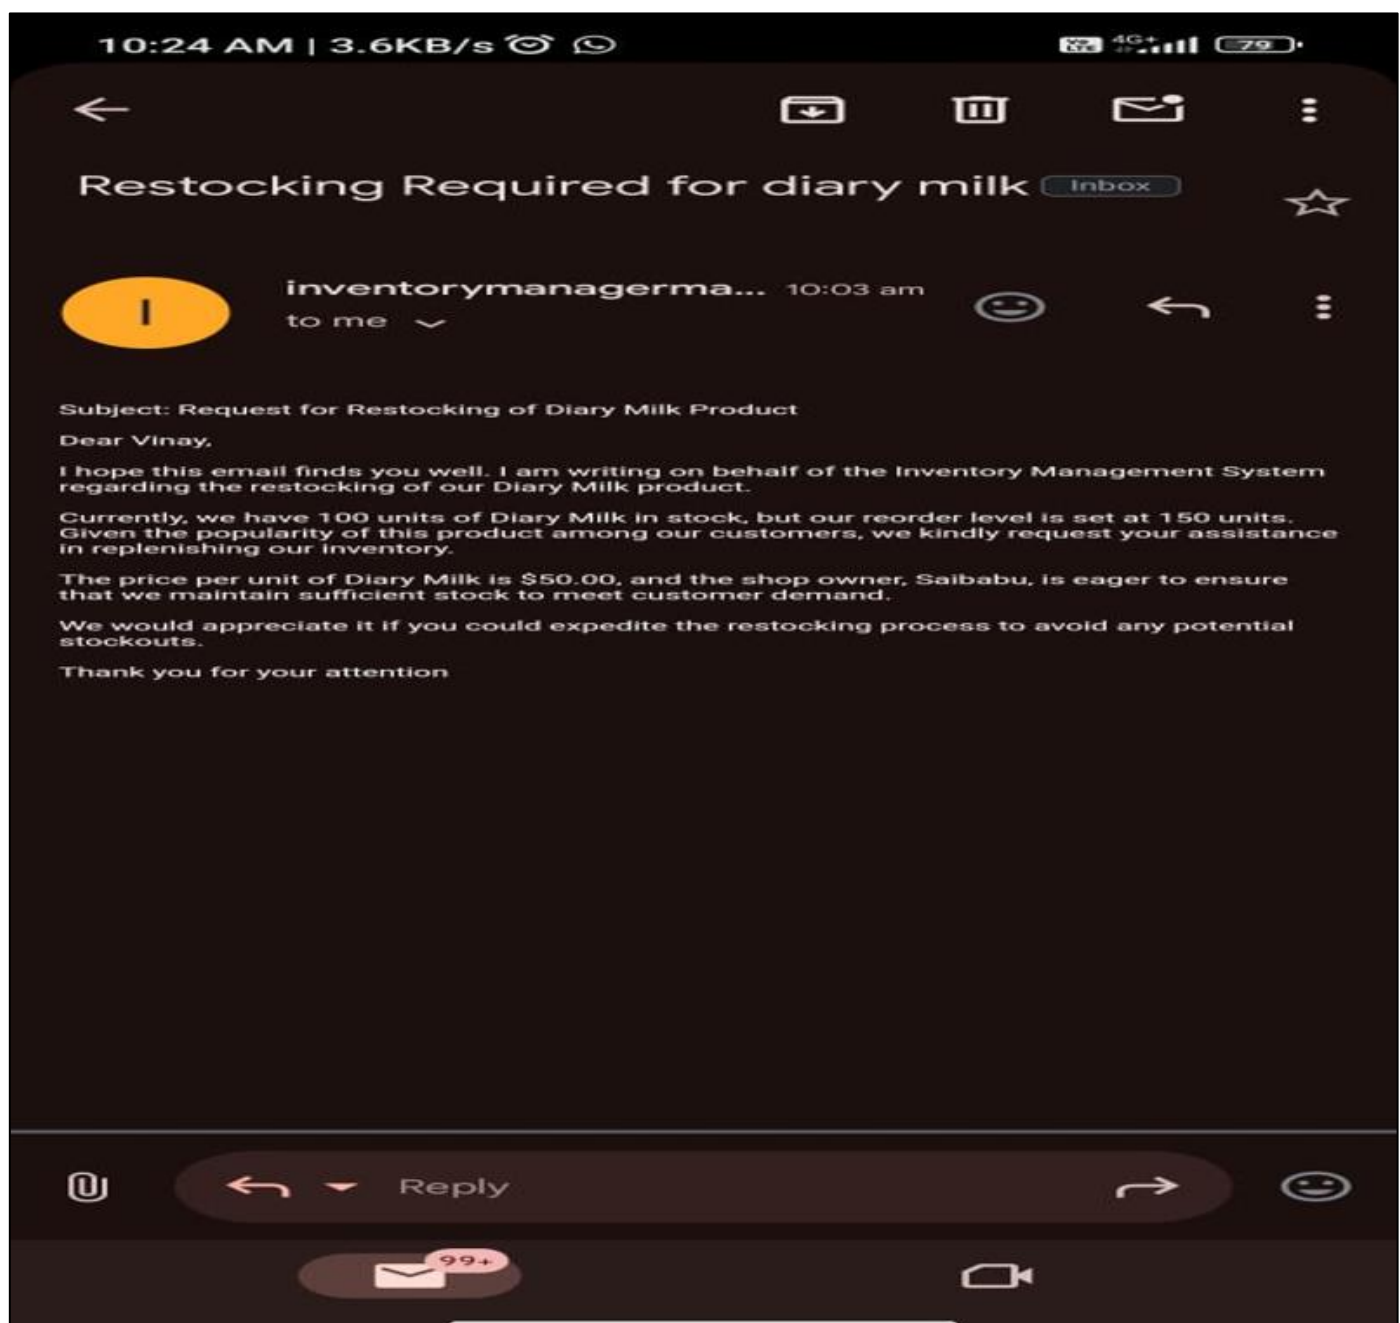 10:24 AM | 3.6KB/s
4G+
79
Restocking Required for diary milk Inbox
I
inventorymanagerma... 10:03 am
to me
Subject: Request for Restocking of Diary Milk Product
Dear Vinay,
I hope this email finds you well. I am writing on behalf of the Inventory Management System
regarding the restocking of our Diary Milk product.
Currently, we have 100 units of Diary Milk in stock, but our reorder level is set at 150 units.
Given the popularity of this product among our customers, we kindly request your assistance
in replenishing our inventory.
The price per unit of Diary Milk is $50.00, and the shop owner, Saibabu, is eager to ensure
that we maintain sufficient stock to meet customer demand.
We would appreciate it if you could expedite the restocking process to avoid any potential
stockouts.
Thank you for your attention
Reply
99+